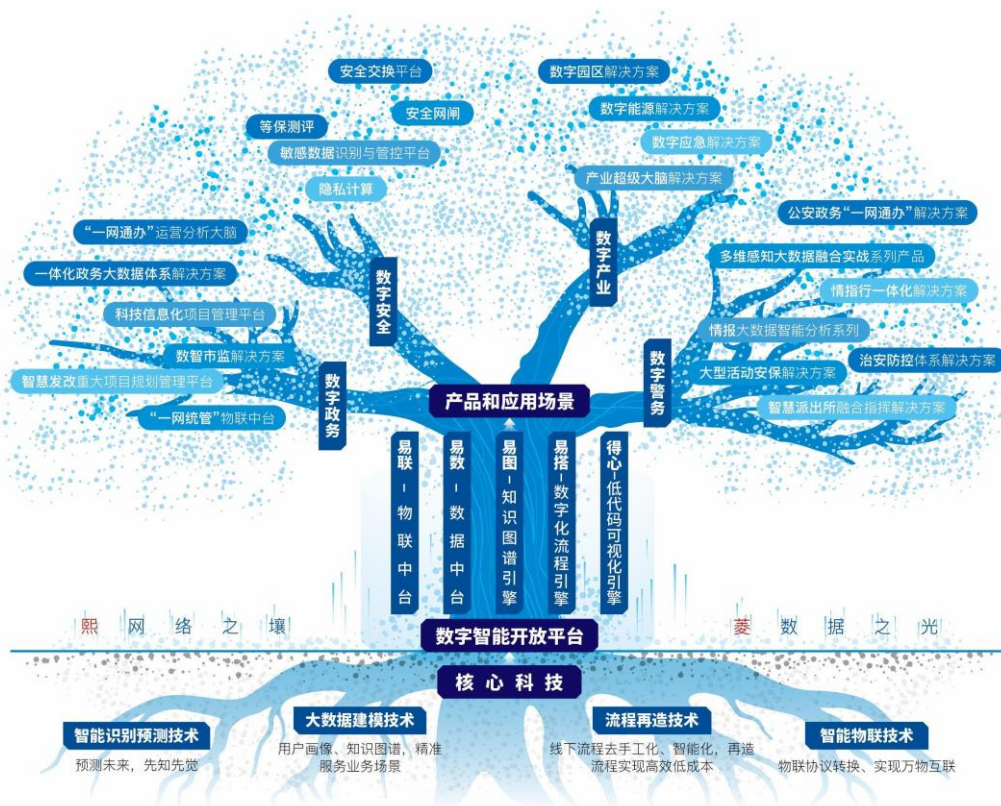 安全交换平台
安全网闸
等保测评
敏感数据识别与管控平台
隐私计算
数字安全
数字园区解决方案
数字能源解决方案
数字应急解决方案
产业超级大脑解决方案
数字产业
“一网通办”运营分析大脑
一体化政务大数据体系解决方案
科技信息化项目管理平台
数智市监解决方案
智慧发改重大项目规划管理平台
“一网统管”物联中台
数字政务
公安政务“一网通办”解决方案
多维感知大数据融合实战系列产品
情指行一体化解决方案
情报大数据智能分析系列
治安防控体系解决方案
大型活动安保解决方案
智慧派出所融合指挥解决方案
数字警务
产品和应用场景
易联-物联中台
易数-数据中台
易图-知识图谱引擎
易搭-数字化流程引擎
得心-低代码可视化引擎
熙网络之壤
菱数据之光
数字智能开放平台
核心科技
智能识别预测技术
预测未来，先知先觉
大数据建模技术
用户画像、知识图谱，精准
服务业务场景
流程再造技术
线下流程去手工化、智能化，再造
流程实现高效低成本
智能物联技术
物联协议转换、实现万物互联